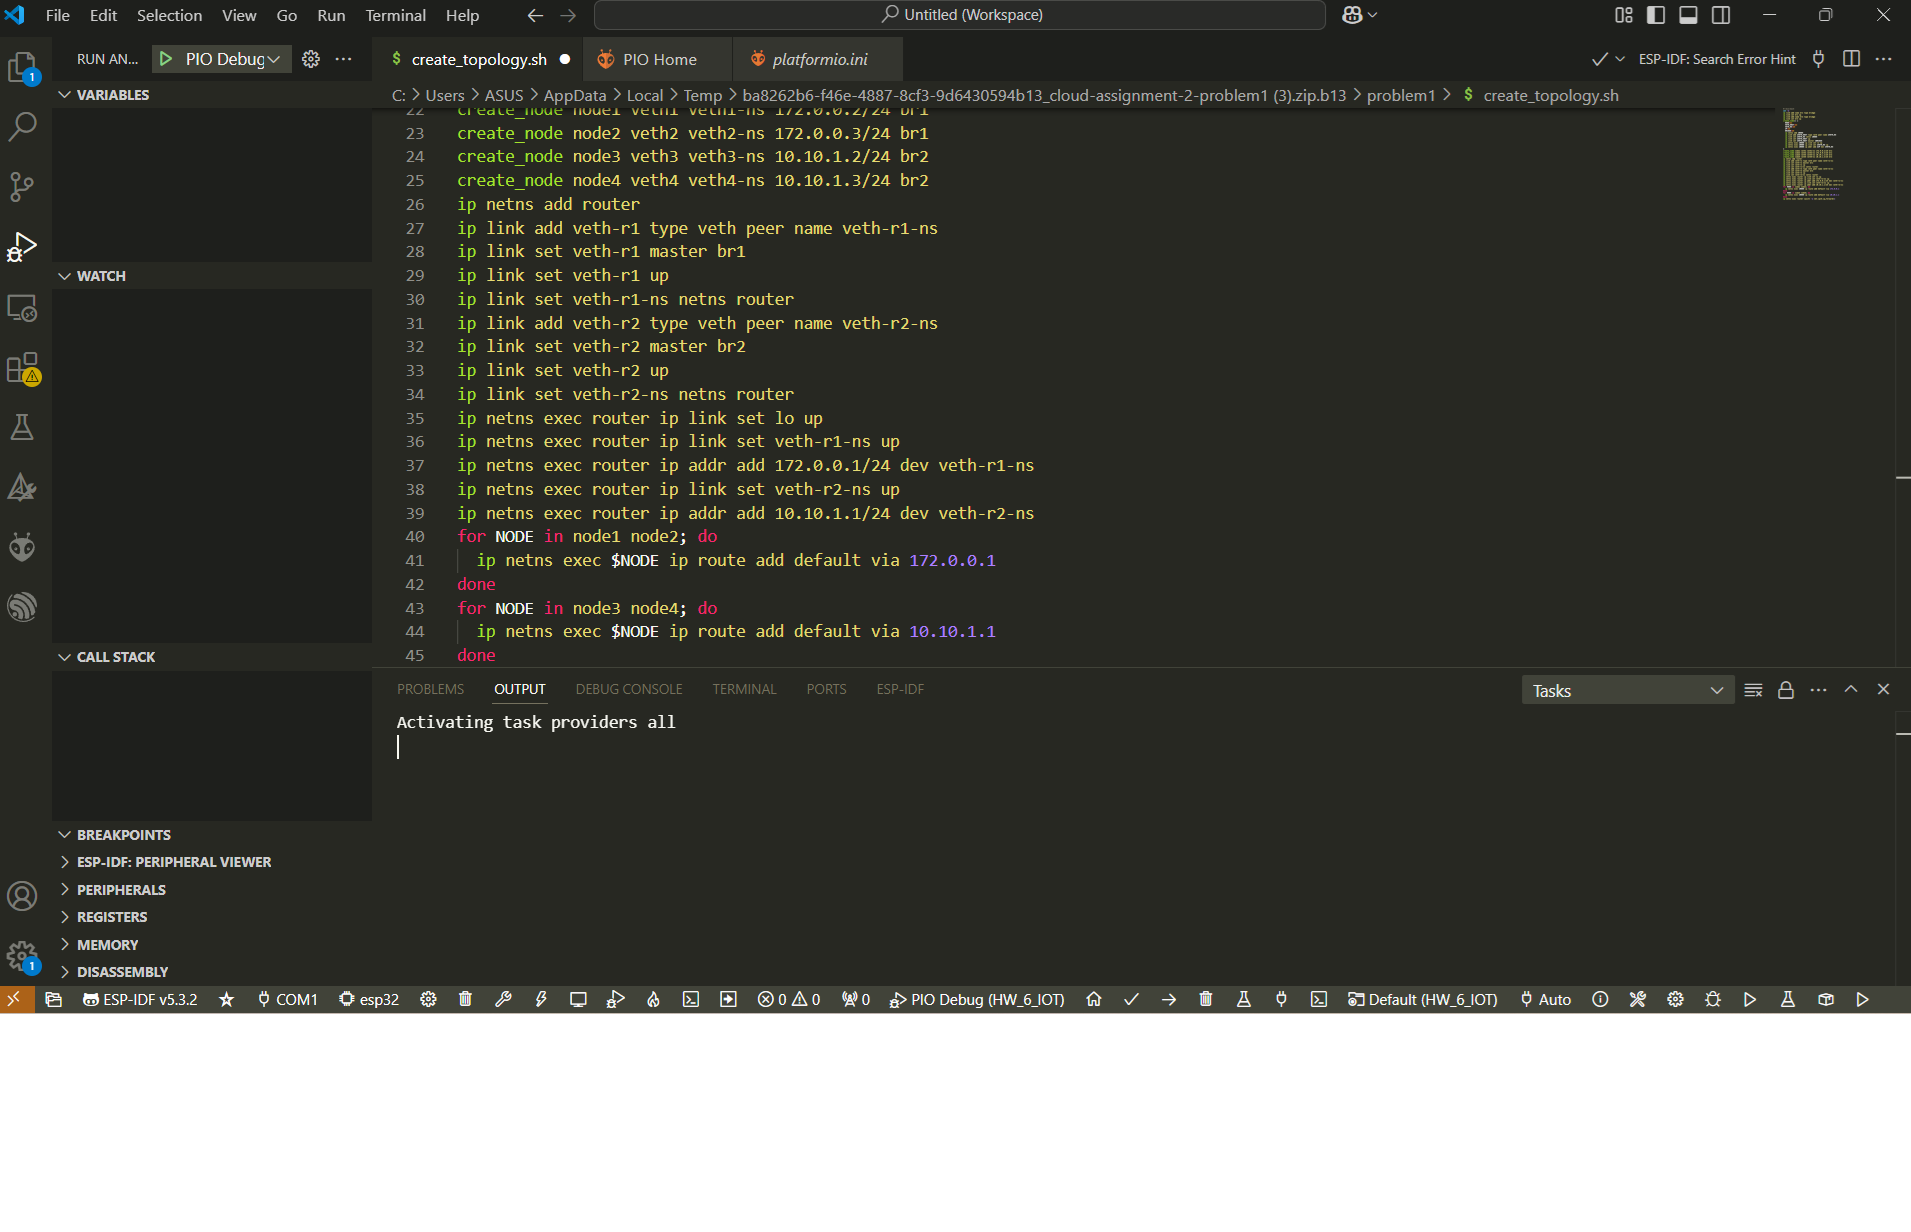 File Edit Selection View Go Run Terminal Help
Untitled (Workspace)
RUN AN... PIO Debug
$ create_topology.sh
PIO Home
platformio.ini
ESP-IDF: Search Error Hint
C: > Users > ASUS > AppData > Local > Temp > ba8262b6-f46e-4887-8cf3-9d6430594b13_cloud-assignment-2-problem1 (3).zip.b13 > problem1 > $ create_topology.sh
VARIABLES
WATCH
CALL STACK
BREAKPOINTS
ESP-IDF: PERIPHERAL VIEWER
PERIPHERALS
REGISTERS
MEMORY
DISASSEMBLY
1
1
22 create_node node1 veth1 veth1-ns 172.0.0.2/24 br1
23 create_node node2 veth2 veth2-ns 172.0.0.3/24 br1
24 create_node node3 veth3 veth3-ns 10.10.1.2/24 br2
25 create_node node4 veth4 veth4-ns 10.10.1.3/24 br2
26 ip netns add router
27 ip link add veth-r1 type veth peer name veth-r1-ns
28 ip link set veth-r1 master br1
29 ip link set veth-r1 up
30 ip link set veth-r1-ns netns router
31 ip link add veth-r2 type veth peer name veth-r2-ns
32 ip link set veth-r2 master br2
33 ip link set veth-r2 up
34 ip link set veth-r2-ns netns router
35 ip netns exec router ip link set lo up
36 ip netns exec router ip link set veth-r1-ns up
37 ip netns exec router ip addr add 172.0.0.1/24 dev veth-r1-ns
38 ip netns exec router ip link set veth-r2-ns up
39 ip netns exec router ip addr add 10.10.1.1/24 dev veth-r2-ns
40 for NODE in node1 node2; do
41 ip netns exec $NODE ip route add default via 172.0.0.1
42 done
43 for NODE in node3 node4; do
44 ip netns exec $NODE ip route add default via 10.10.1.1
45 done
PROBLEMS OUTPUT DEBUG CONSOLE TERMINAL PORTS ESP-IDF
Tasks
Activating task providers all
ESP-IDF v5.3.2 COM1 esp32 0 0 0 PIO Debug (HW_6_IOT) Default (HW_6_IOT) Auto